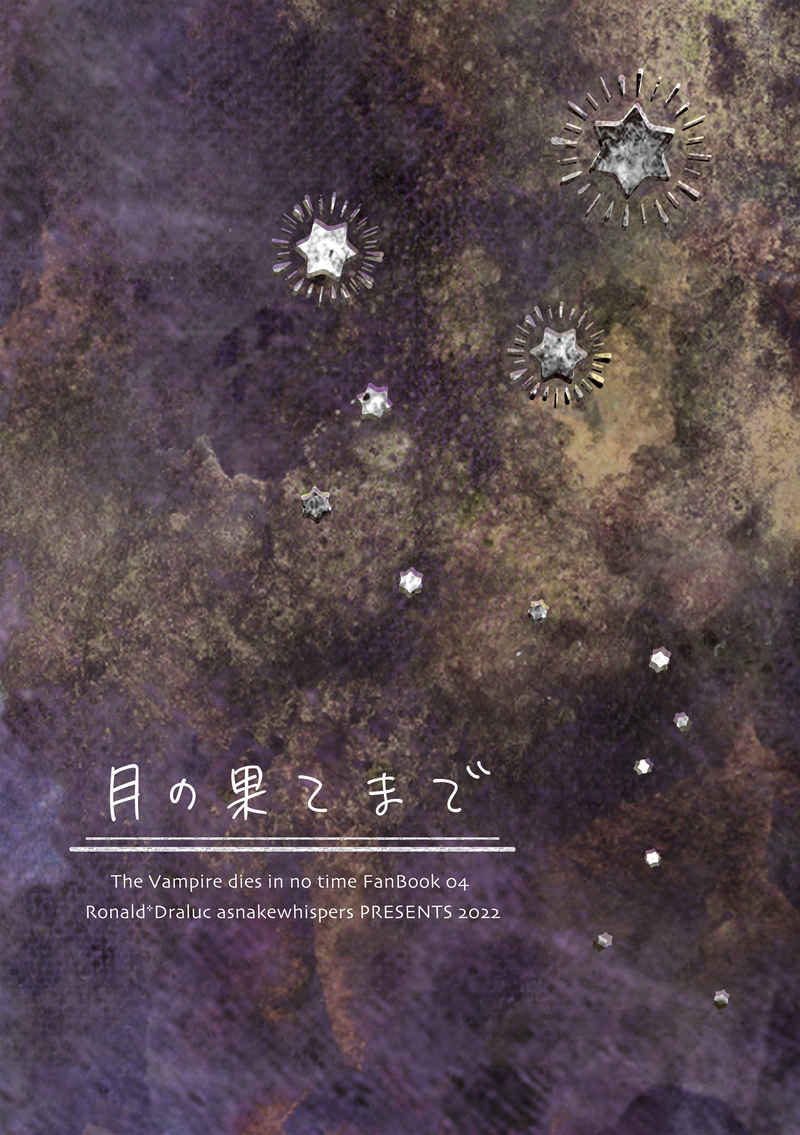 月の果てまで
The Vampire dies in no time FanBook 04
Ronald*Draluc asnakewhispers PRESENTS 2022